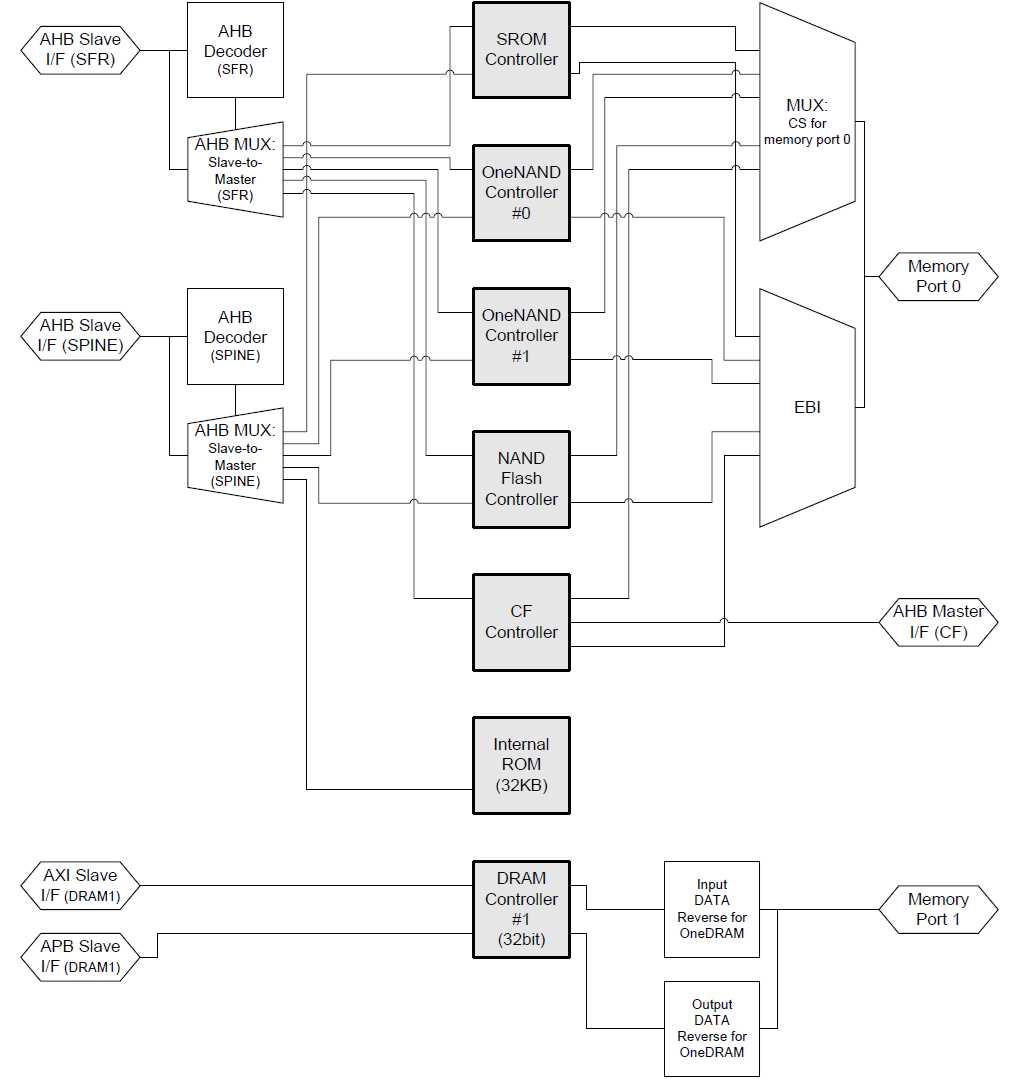 AHB Slave
I/F (SFR)
AHB
Decoder
(SFR)
AHB MUX:
Slave-to-
Master
(SFR)
SROM
Controller
OneNAND
Controller
#0
MUX:
CS for
memory port 0
Memory
Port 0
AHB Slave
I/F (SPINE)
AHB
Decoder
(SPINE)
AHB MUX:
Slave-to-
Master
(SPINE)
OneNAND
Controller
#1
EBI
NAND
Flash
Controller
CF
Controller
AHB Master
I/F (CF)
Internal
ROM
(32KB)
AXI Slave
I/F (DRAM1)
APB Slave
I/F (DRAM1)
DRAM
Controller
#1
(32bit)
Input
DATA
Reverse for
OneDRAM
Memory
Port 1
Output
DATA
Reverse for
OneDRAM